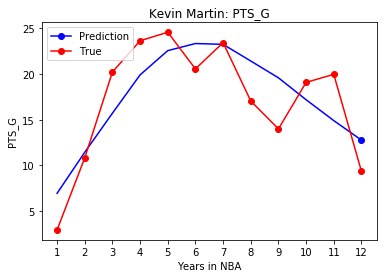 Kevin Martin: PTS_G
Prediction
True
25
20
15
10
5
PTS_G
1 2 3 4 5 6 7 8 9 10 11 12
Years in NBA